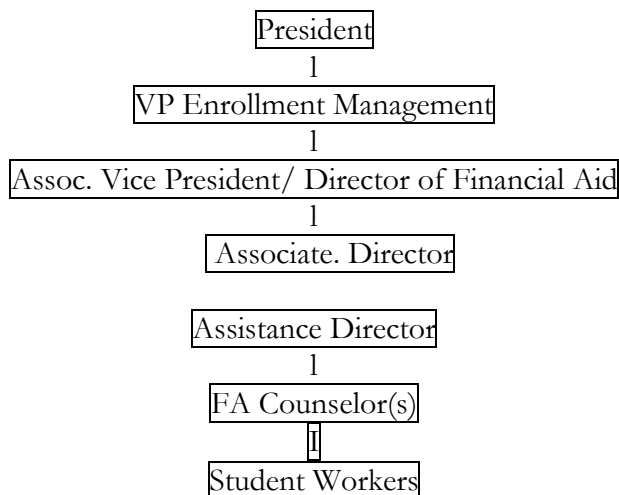 President
l
VP Enrollment Management
l
Assoc. Vice President/ Director of Financial Aid
l
Associate. Director
Assistance Director
l
FA Counselor(s)
I
Student Workers